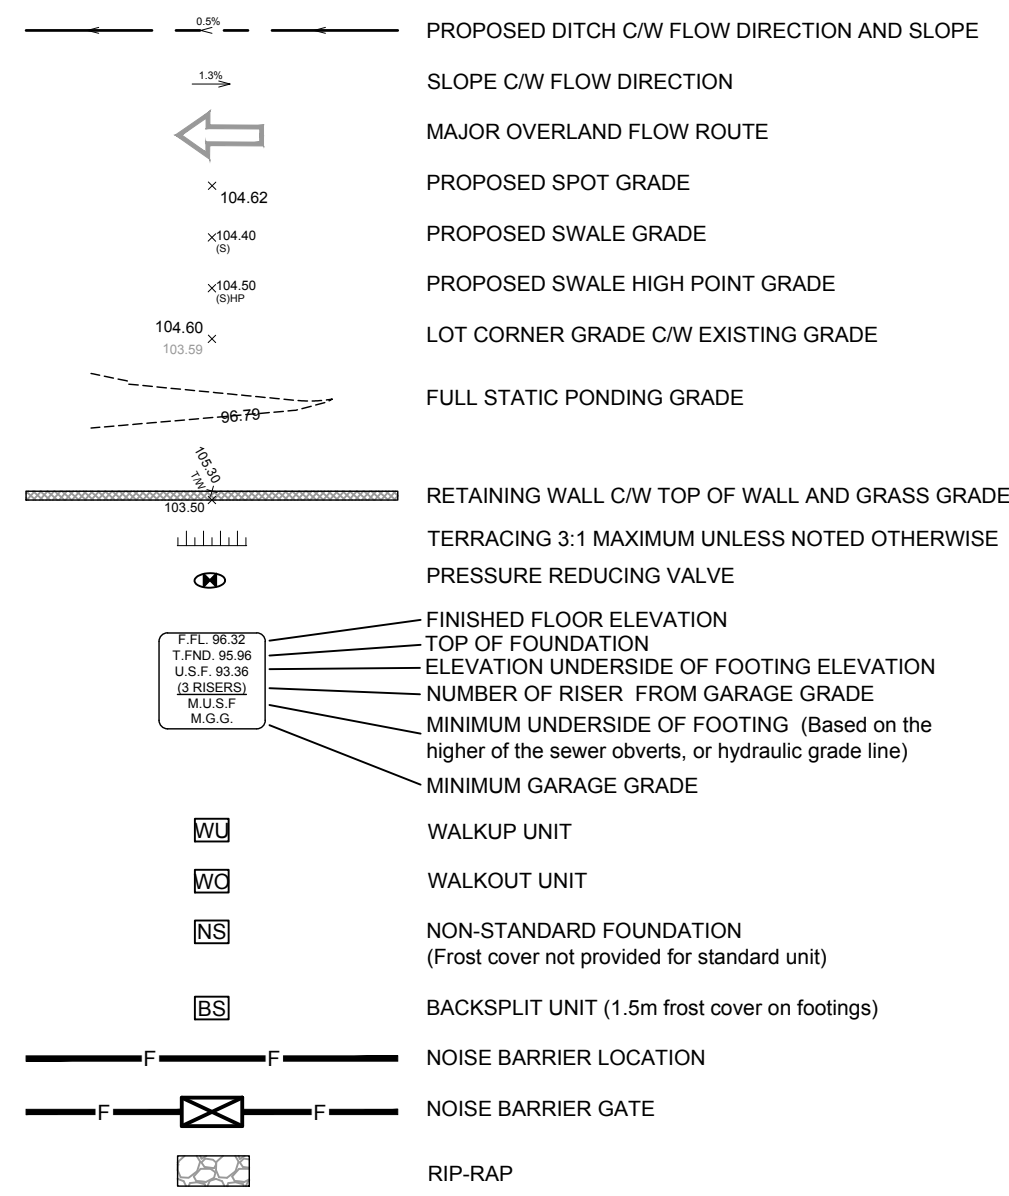 0.5%
PROPOSED DITCH C/W FLOW DIRECTION AND SLOPE
1.3%
SLOPE C/W FLOW DIRECTION
MAJOR OVERLAND FLOW ROUTE
104.62
PROPOSED SPOT GRADE
104.40
(S)
PROPOSED SWALE GRADE
104.50
(S)HP
PROPOSED SWALE HIGH POINT GRADE
104.60
103.59
LOT CORNER GRADE C/W EXISTING GRADE
96.79
FULL STATIC PONDING GRADE
105.30
T/W
103.50
RETAINING WALL C/W TOP OF WALL AND GRASS GRADE
TERRACING 3:1 MAXIMUM UNLESS NOTED OTHERWISE
PRESSURE REDUCING VALVE
F.FL. 96.32
T.FND. 95.96
U.S.F. 93.36
(3 RISERS)
M.U.S.F
M.G.G.
FINISHED FLOOR ELEVATION
TOP OF FOUNDATION
ELEVATION UNDERSIDE OF FOOTING ELEVATION
NUMBER OF RISER FROM GARAGE GRADE
MINIMUM UNDERSIDE OF FOOTING (Based on the
higher of the sewer obverts, or hydraulic grade line)
MINIMUM GARAGE GRADE
WU
WALKUP UNIT
WO
WALKOUT UNIT
NS
NON-STANDARD FOUNDATION
(Frost cover not provided for standard unit)
BS
BACKSPLIT UNIT (1.5m frost cover on footings)
F F
NOISE BARRIER LOCATION
F F
NOISE BARRIER GATE
RIP-RAP